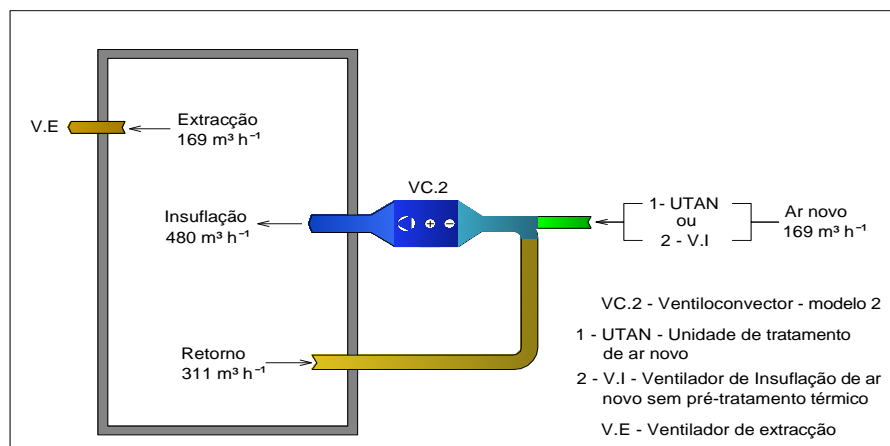 V.E
Extracção
169 m³ h⁻¹
VC.2
Insuflação
480 m³ h⁻¹
1- UTAN
ou
2 - V.I
Ar novo
169 m³ h⁻¹
Retorno
311 m³ h⁻¹
VC.2 - Ventiloconvector - modelo 2
1 - UTAN - Unidade de tratamento
de ar novo
2 - V.I - Ventilador de Insuflação de ar
novo sem pré-tratamento térmico
V.E - Ventilador de extracção